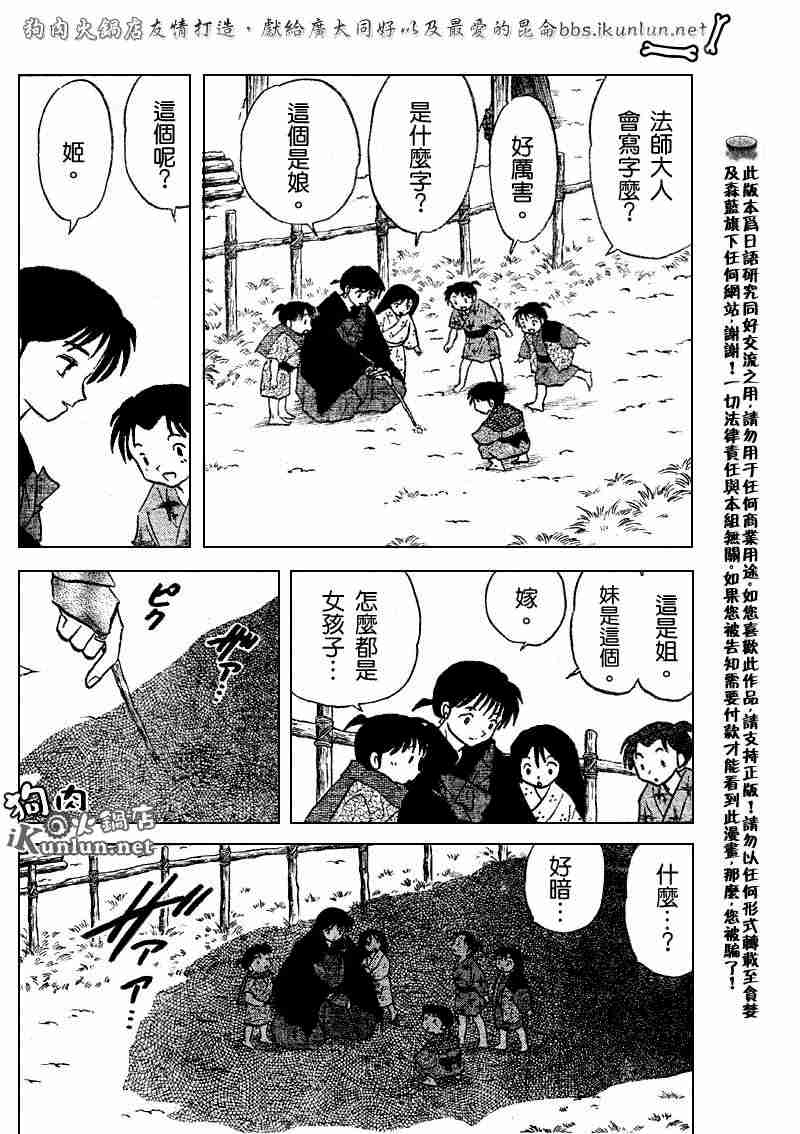 狗肉火鍋店友情打造，獻給廣大同好以及最愛的昆侖bbs.ikunlun.net
法師大人
會寫字麼?
好厲害。
是什麼字?
這個是娘。
這個呢?
姬。
這是姐。
妹是這個。
嫁。
怎麼都是
女孩子…
ピク
ザァァ…
狗肉
火鍋店
iKunlun.net
什麼…?
好暗…
ザァァァ…
此版本爲日語研究同好交流之用，請勿用于任何商業用途。如您喜歡此作品，請支持正版！請勿以任何形式轉載至貪婪
及森藍旗下任何網站，謝謝！一切法律責任與本組無關。如果您被告知需要付款才能看到此漫畫，那麼，您被騙了！